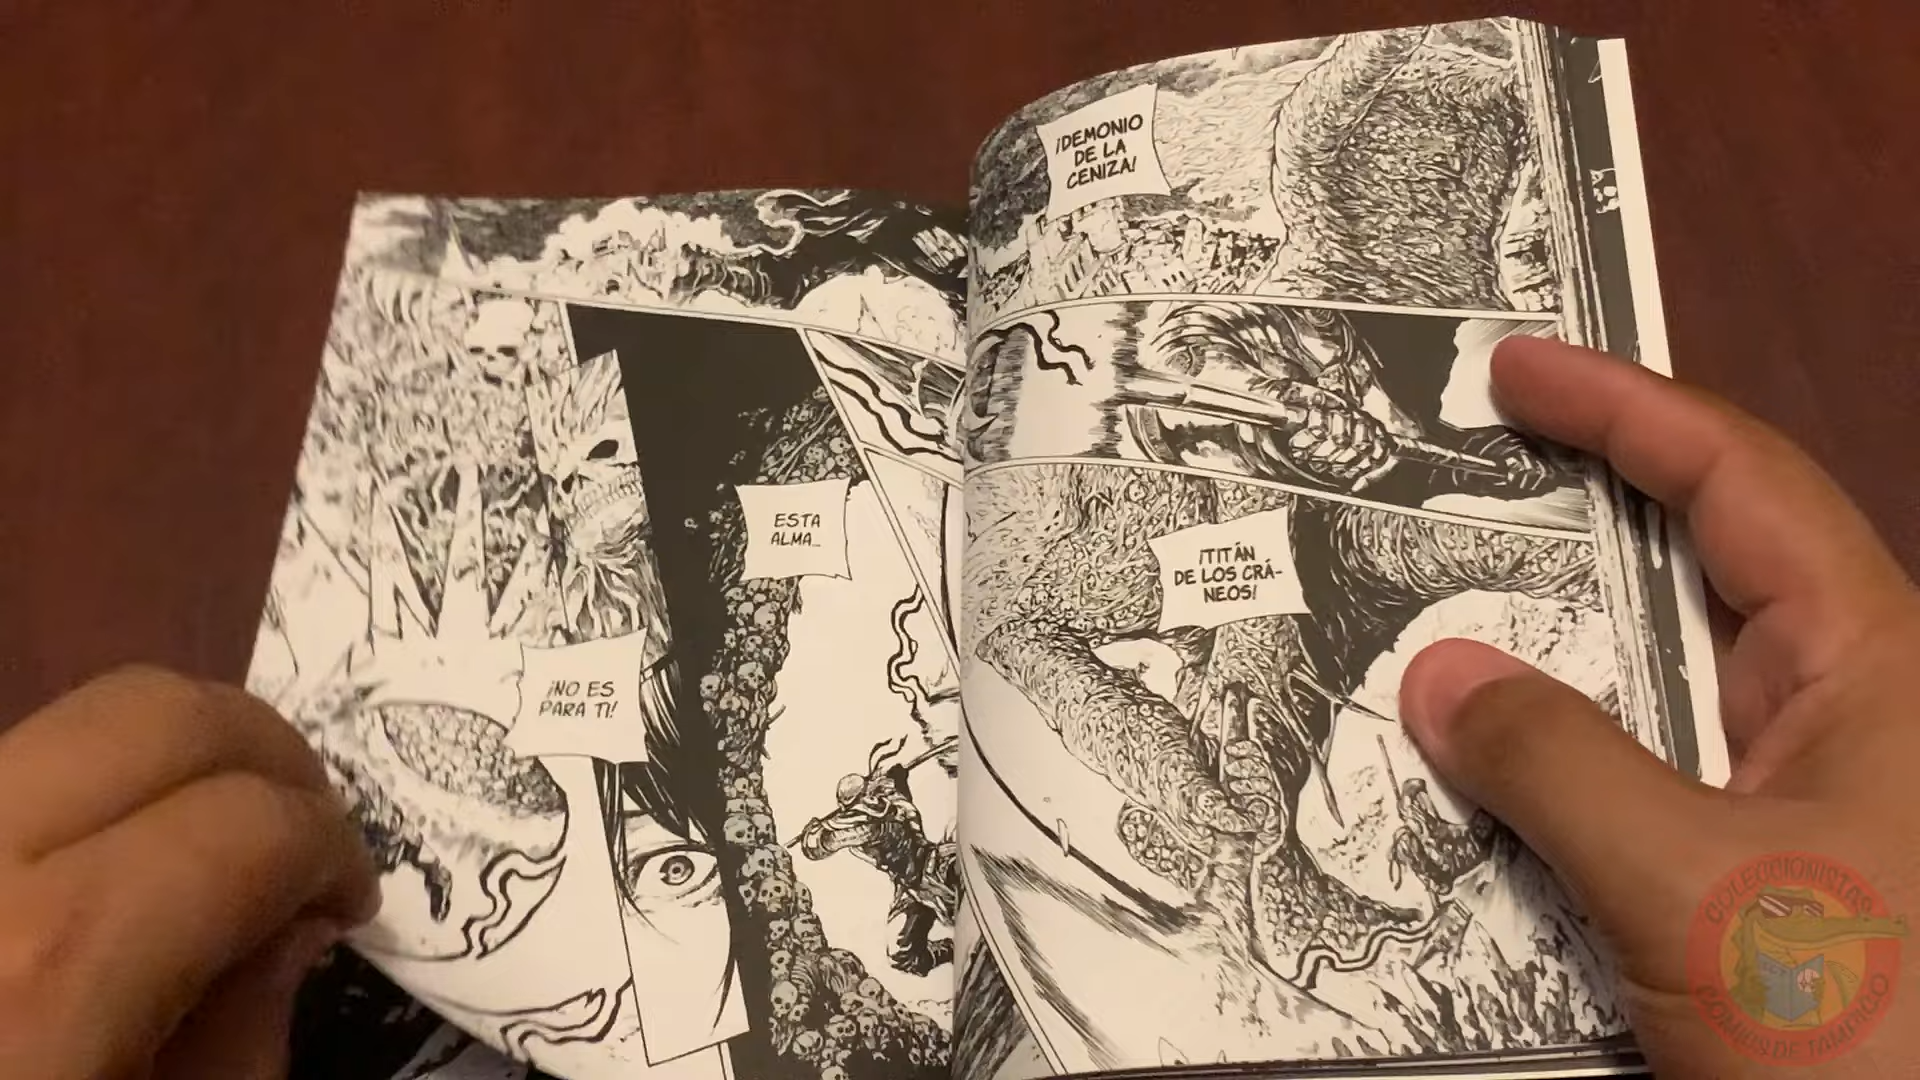 ESTA
ALMA...
¡NO ES
PARA TI!
¡DEMONIO
DE LA
CENIZA!
¡TITÁN
DE LOS CRÁ-
NEOS!
COLECCIONISTAS
COMICS DE TAMPICO